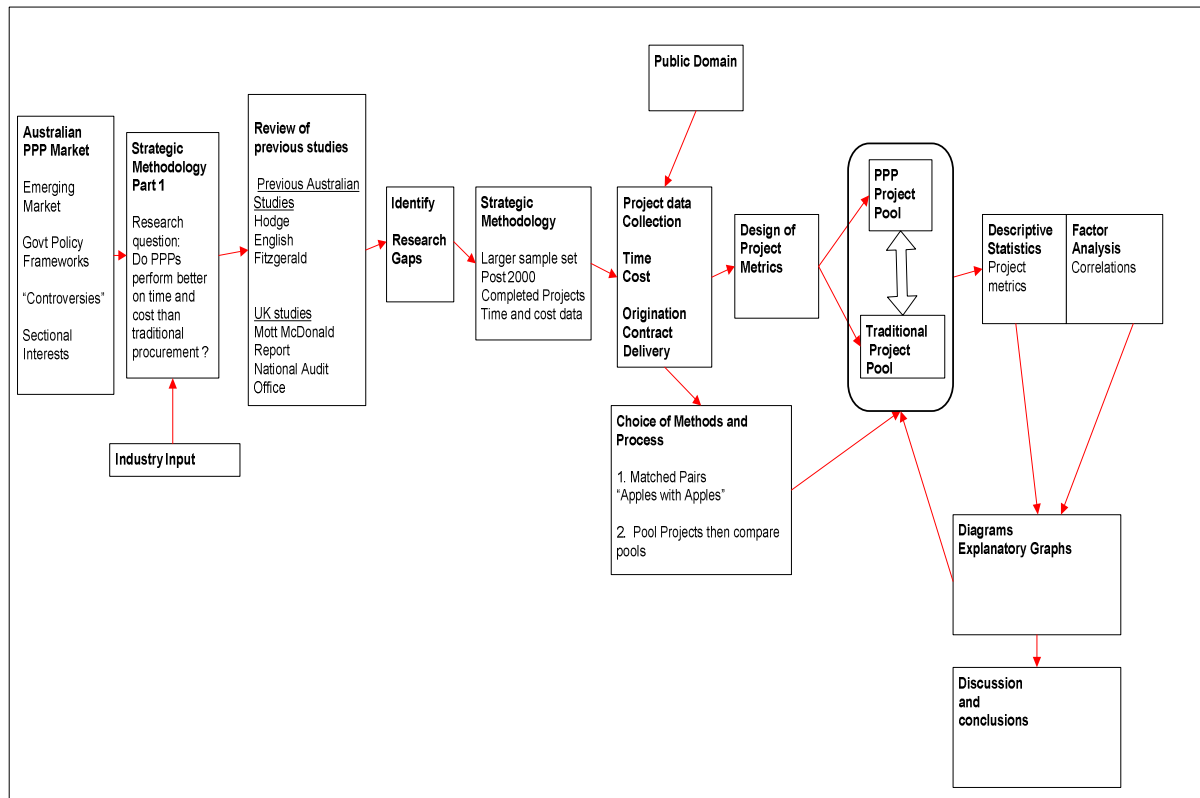 Australian
PPP Market
Emerging
Market
Govt Policy
Frameworks
“Controversies”
Sectional
Interests
Strategic
Methodology
Part 1
Research
question:
Do PPPs
perform better
on time and
cost than
traditional
procurement ?
Industry Input
Review of
previous studies
Previous Australian
Studies
Hodge
English
Fitzgerald
UK studies
Mott McDonald
Report
National Audit
Office
Identify
Research
Gaps
Strategic
Methodology
Larger sample set
Post 2000
Completed Projects
Time and cost data
Public Domain
Project data
Collection
Time
Cost
Origination
Contract
Delivery
Choice of Methods and
Process
1. Matched Pairs
“Apples with Apples”
2. Pool Projects then compare
pools
Design of
Project
Metrics
PPP
Project
Pool
Traditional
Project
Pool
Descriptive
Statistics
Project
metrics
Factor
Analysis
Correlations
Diagrams
Explanatory Graphs
Discussion
and
conclusions